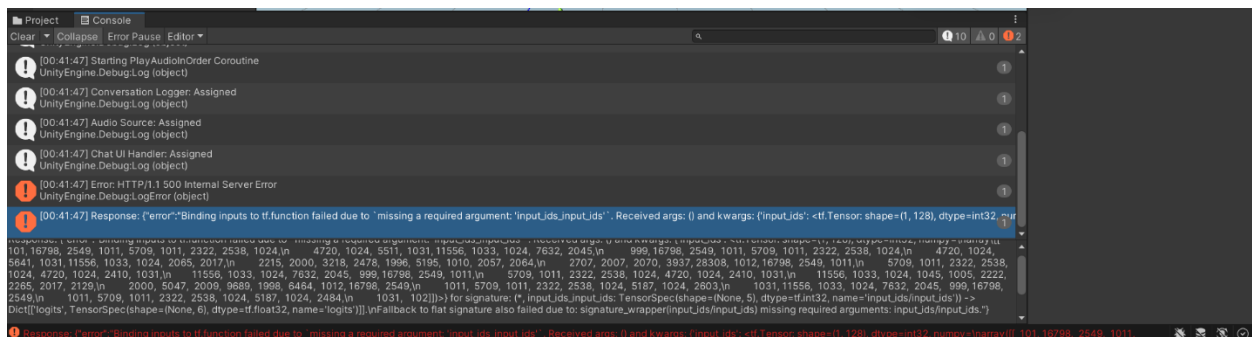 Project Console
Clear Collapse Error Pause Editor 10 0 2
[00:41:47] Starting PlayAudioInOrder Coroutine
UnityEngine.Debug:Log (object)
1
[00:41:47] Conversation Logger: Assigned
UnityEngine.Debug:Log (object)
1
[00:41:47] Audio Source: Assigned
UnityEngine.Debug:Log (object)
1
[00:41:47] Chat UI Handler: Assigned
UnityEngine.Debug:Log (object)
1
[00:41:47] Error: HTTP/1.1 500 Internal Server Error
UnityEngine.Debug:LogError (object)
1
[00:41:47] Response: {"error":"Binding inputs to tf.function failed due to `missing a required argument: 'input_ids_input_ids'`. Received args: () and kwargs: {'input_ids': <tf.Tensor: shape=(1, 128), dtype=int32,
1
101, 16798, 2549, 1011, 5709, 1011, 2322, 2538, 1024,\n 4720, 1024, 5511, 1031, 11556, 1033, 1024, 7632, 2045,\n 999, 16798, 2549, 1011, 5709, 1011, 2322, 2538, 1024,\n 4720, 1024,
5641, 1031, 11556, 1033, 1024, 2065, 2017,\n 2215, 2000, 3218, 2478, 1996, 5195, 1010, 2057, 2064,\n 2707, 2007, 2070, 3937, 28308, 1012, 16798, 2549, 1011,\n 5709, 1011, 2322, 2538,
1024, 4720, 1024, 2410, 1031,\n 11556, 1033, 1024, 7632, 2045, 999, 16798, 2549, 1011,\n 5709, 1011, 2322, 2538, 1024, 4720, 1024, 2410, 1031,\n 11556, 1033, 1024, 1045, 1005, 2222,
2265, 2017, 2129,\n 2000, 5047, 2009, 9689, 1998, 6464, 1012, 16798, 2549,\n 1011, 5709, 1011, 2322, 2538, 1024, 5187, 1024, 2603,\n 1031, 11556, 1033, 1024, 7632, 2045, 999, 16798,
2549,\n 1011, 5709, 1011, 2322, 2538, 1024, 5187, 1024, 2484,\n 1031, 102]])>} for signature: (*, input_ids_input_ids: TensorSpec(shape=(None, 5), dtype=tf.int32, name='input_ids/input_ids')) ->
Dict[['logits', TensorSpec(shape=(None, 6), dtype=tf.float32, name='logits')]].\nFallback to flat signature also failed due to: signature_wrapper(input_ids/input_ids) missing required arguments: input_ids/input_ids."}
Response: {"error":"Binding inputs to tf.function failed due to `missing a required argument: 'input_ids_input_ids'`. Received args: () and kwargs: {'input_ids': <tf.Tensor: shape=(1, 128), dtype=int32, numpy=\narray([[ 101, 16798, 2549, 1011,